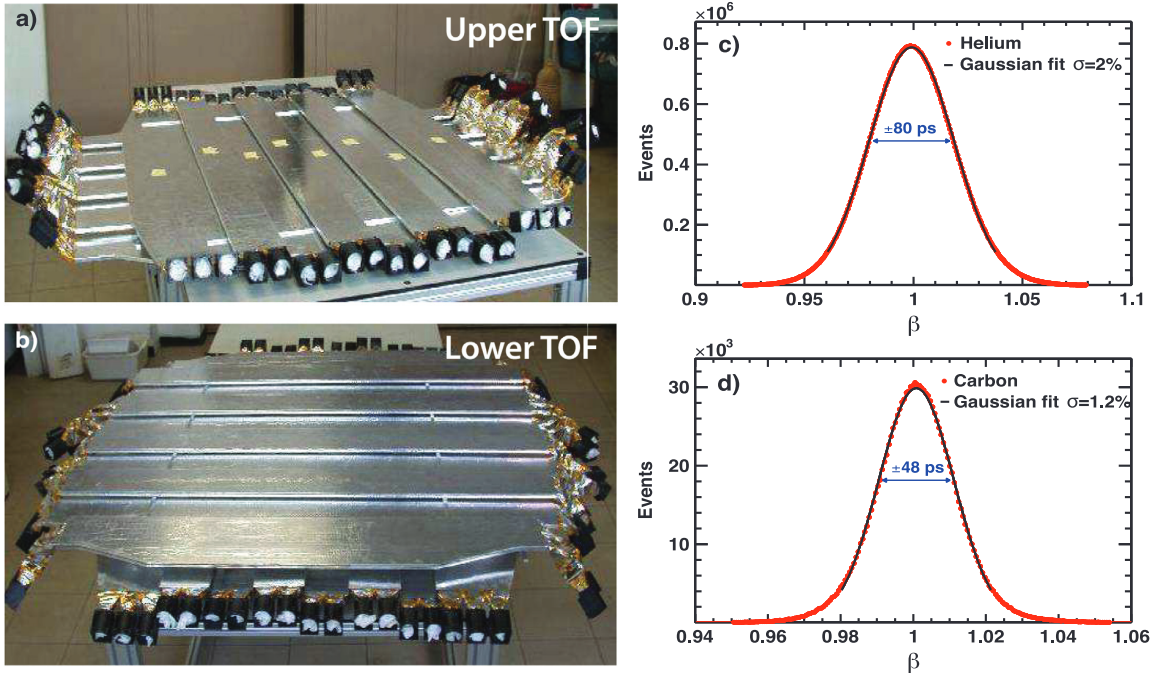 a)
Upper TOF
b)
Lower TOF
c)
×10⁶
Helium
Gaussian fit σ=2%
±80 ps
Events
0.8
0.6
0.4
0.2
0.9
0.95
1
1.05
1.1
β
d)
×10³
Carbon
Gaussian fit σ=1.2%
±48 ps
Events
30
20
10
0.94
0.96
0.98
1
1.02
1.04
1.06
β